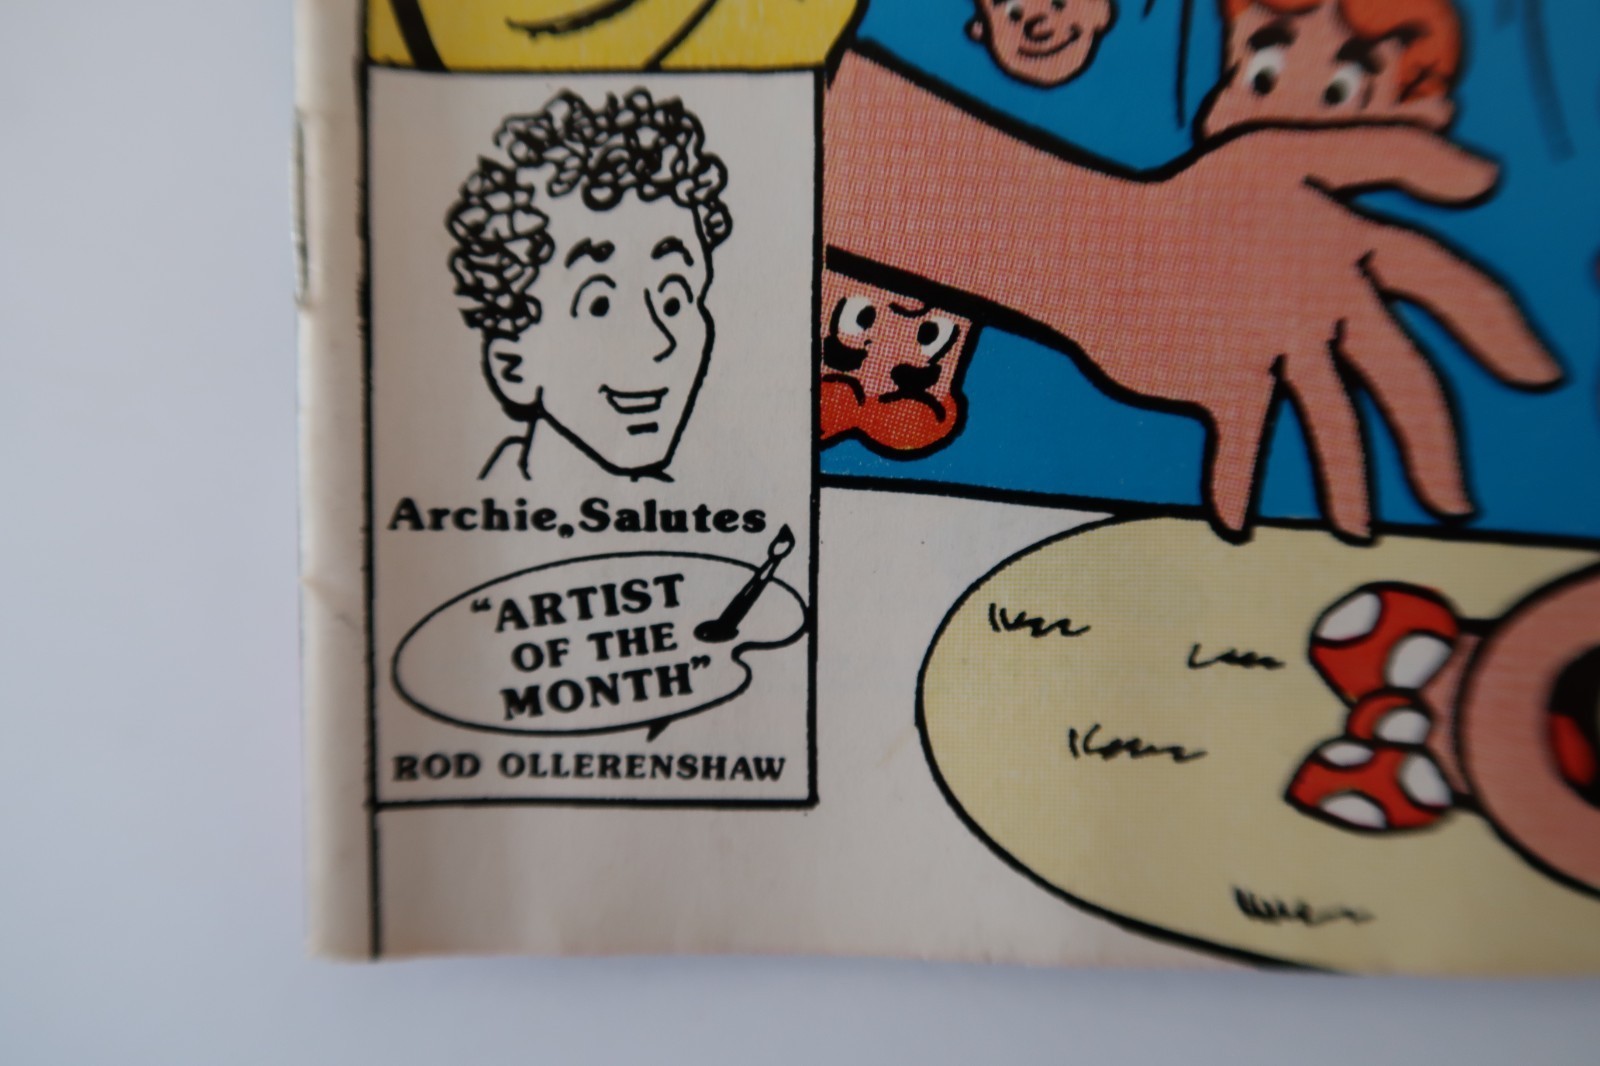 Archie„Salutes
“ARTIST
OF THE
MONTH”
ROD OLLERENSHAW